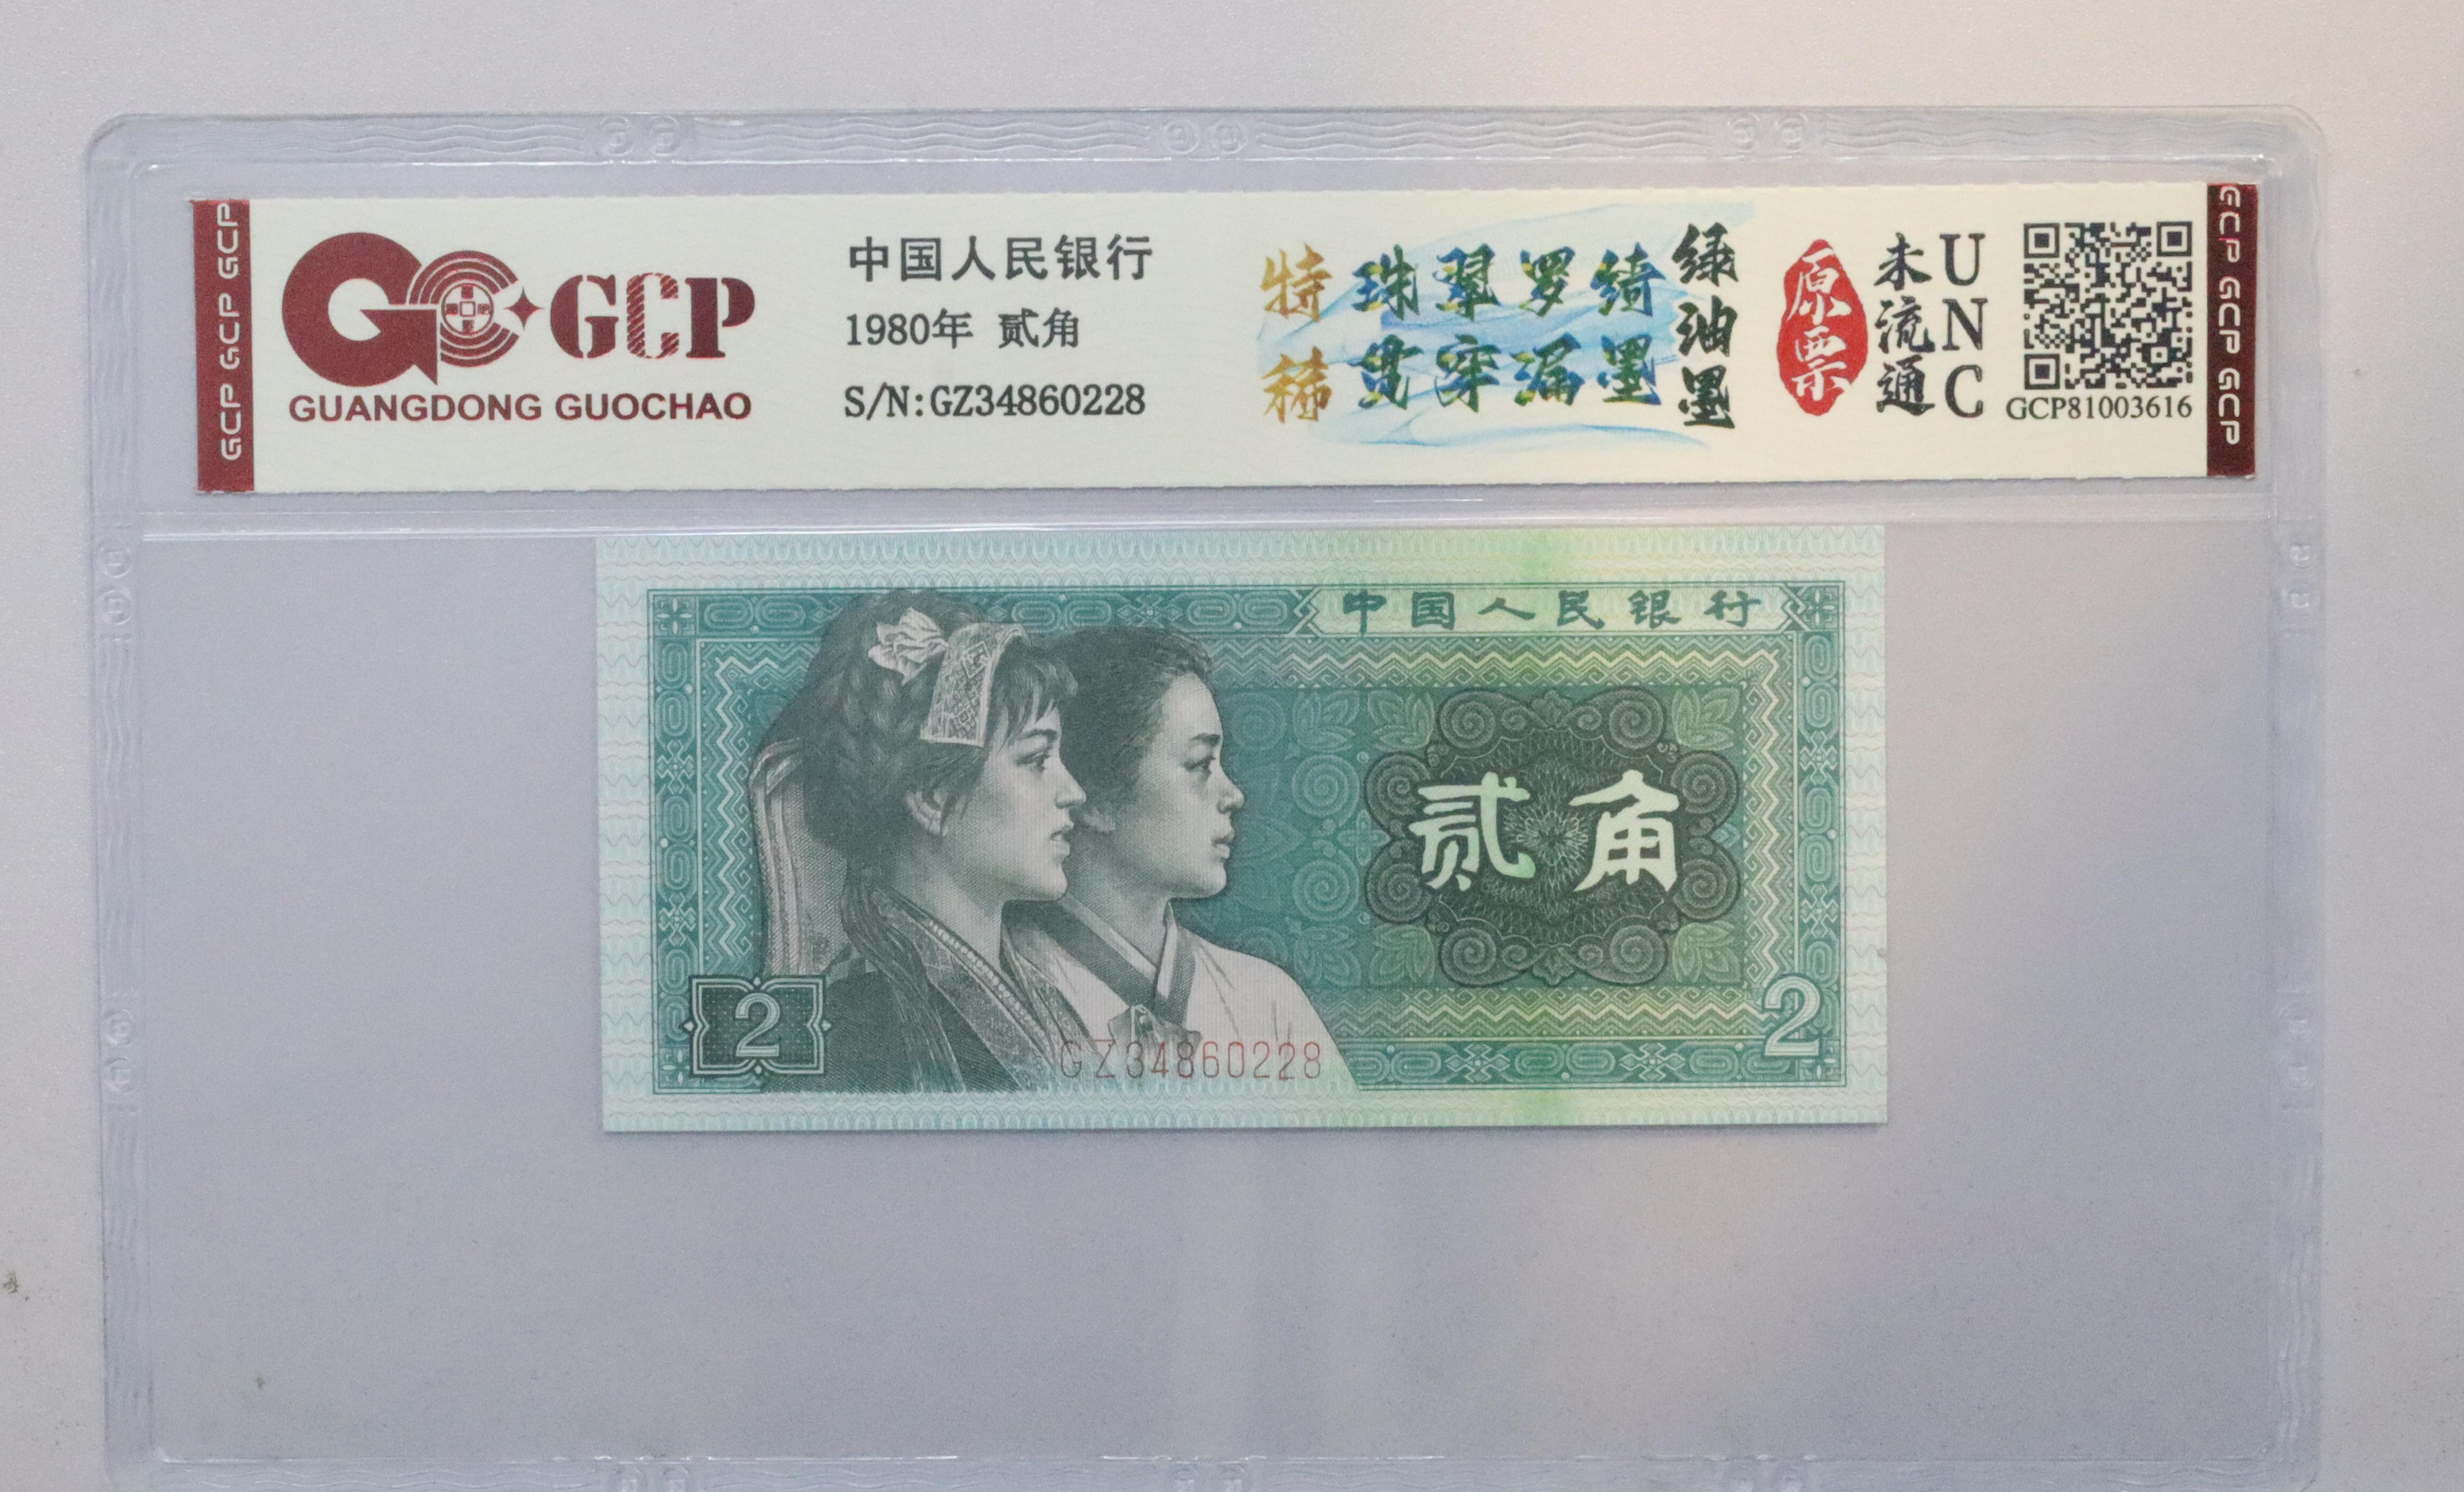 GCP GCP GCP
GCP
GUANGDONG GUOCHAO
中国人民银行
1980年 贰角
S/N:GZ34860228
特稀
珠翠罗绮
贯穿漏墨
绿油墨
原票
未流通
UNC
GCP81003616
GCP GCP GCP
中国人民银行
贰角
2
GZ34860228
2